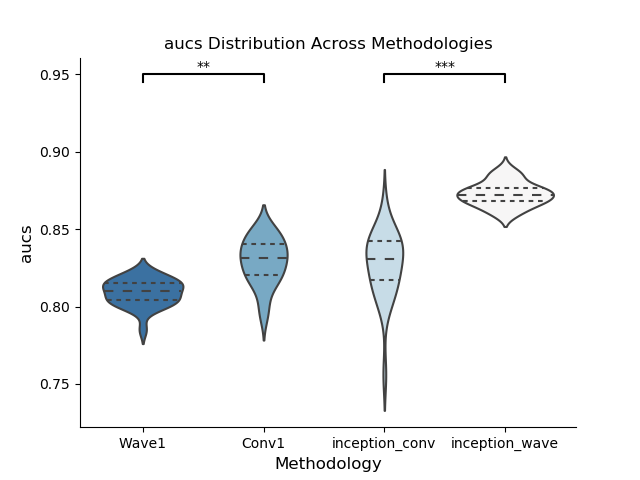 aucs Distribution Across Methodologies
** ***
0.95
0.90
0.85
0.80
0.75
aucs
Wave1 Conv1 inception_conv inception_wave
Methodology